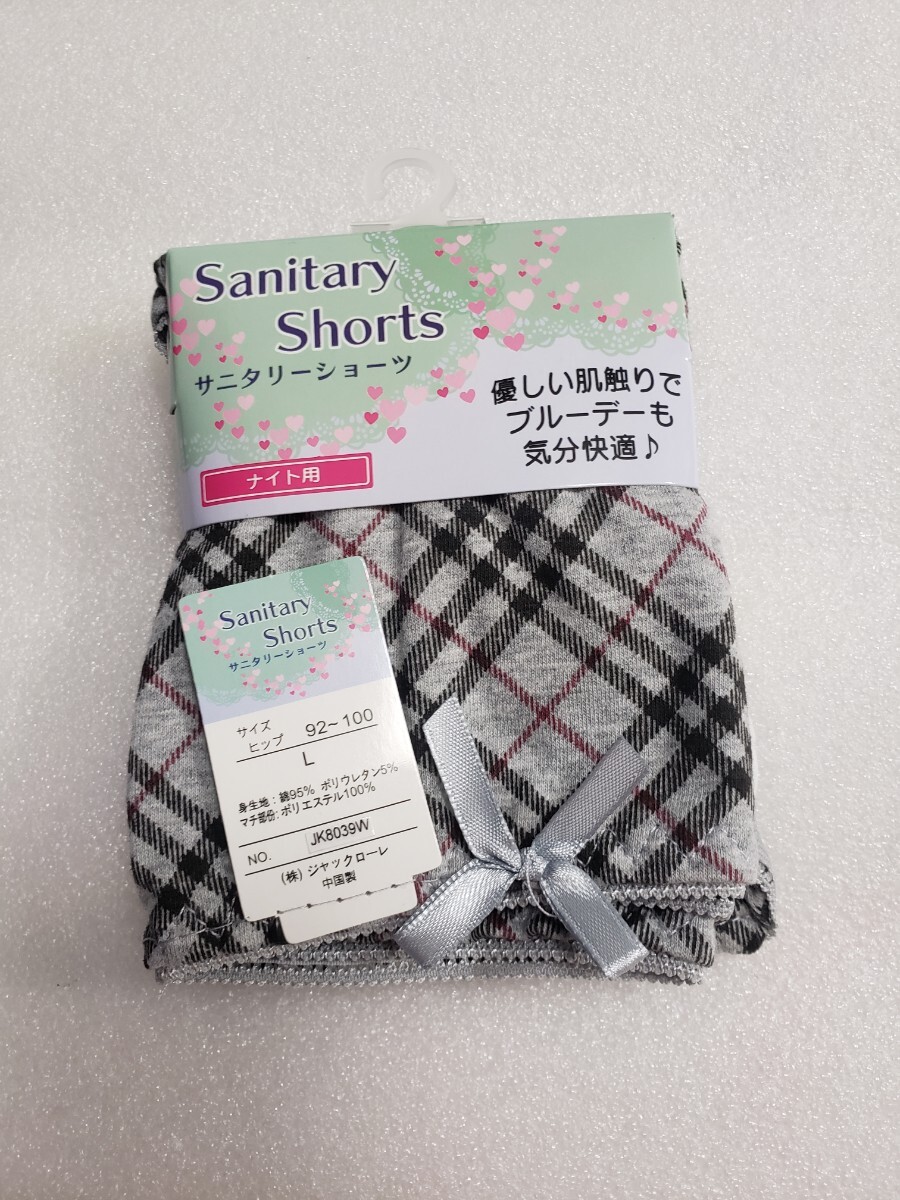 Sanitary
Shorts
サニタリーショーツ
優しい肌触りで
ブルーデーも
気分快適♪
ナイト用
Sanitary
Shorts
サニタリーショーツ
サイズ
ヒップ 92~100
L
身生地:綿95% ポリウレタン5%
マチ部份:ポリエステル100%
NO. JK8039W
(株)ジャックローレ
中国製